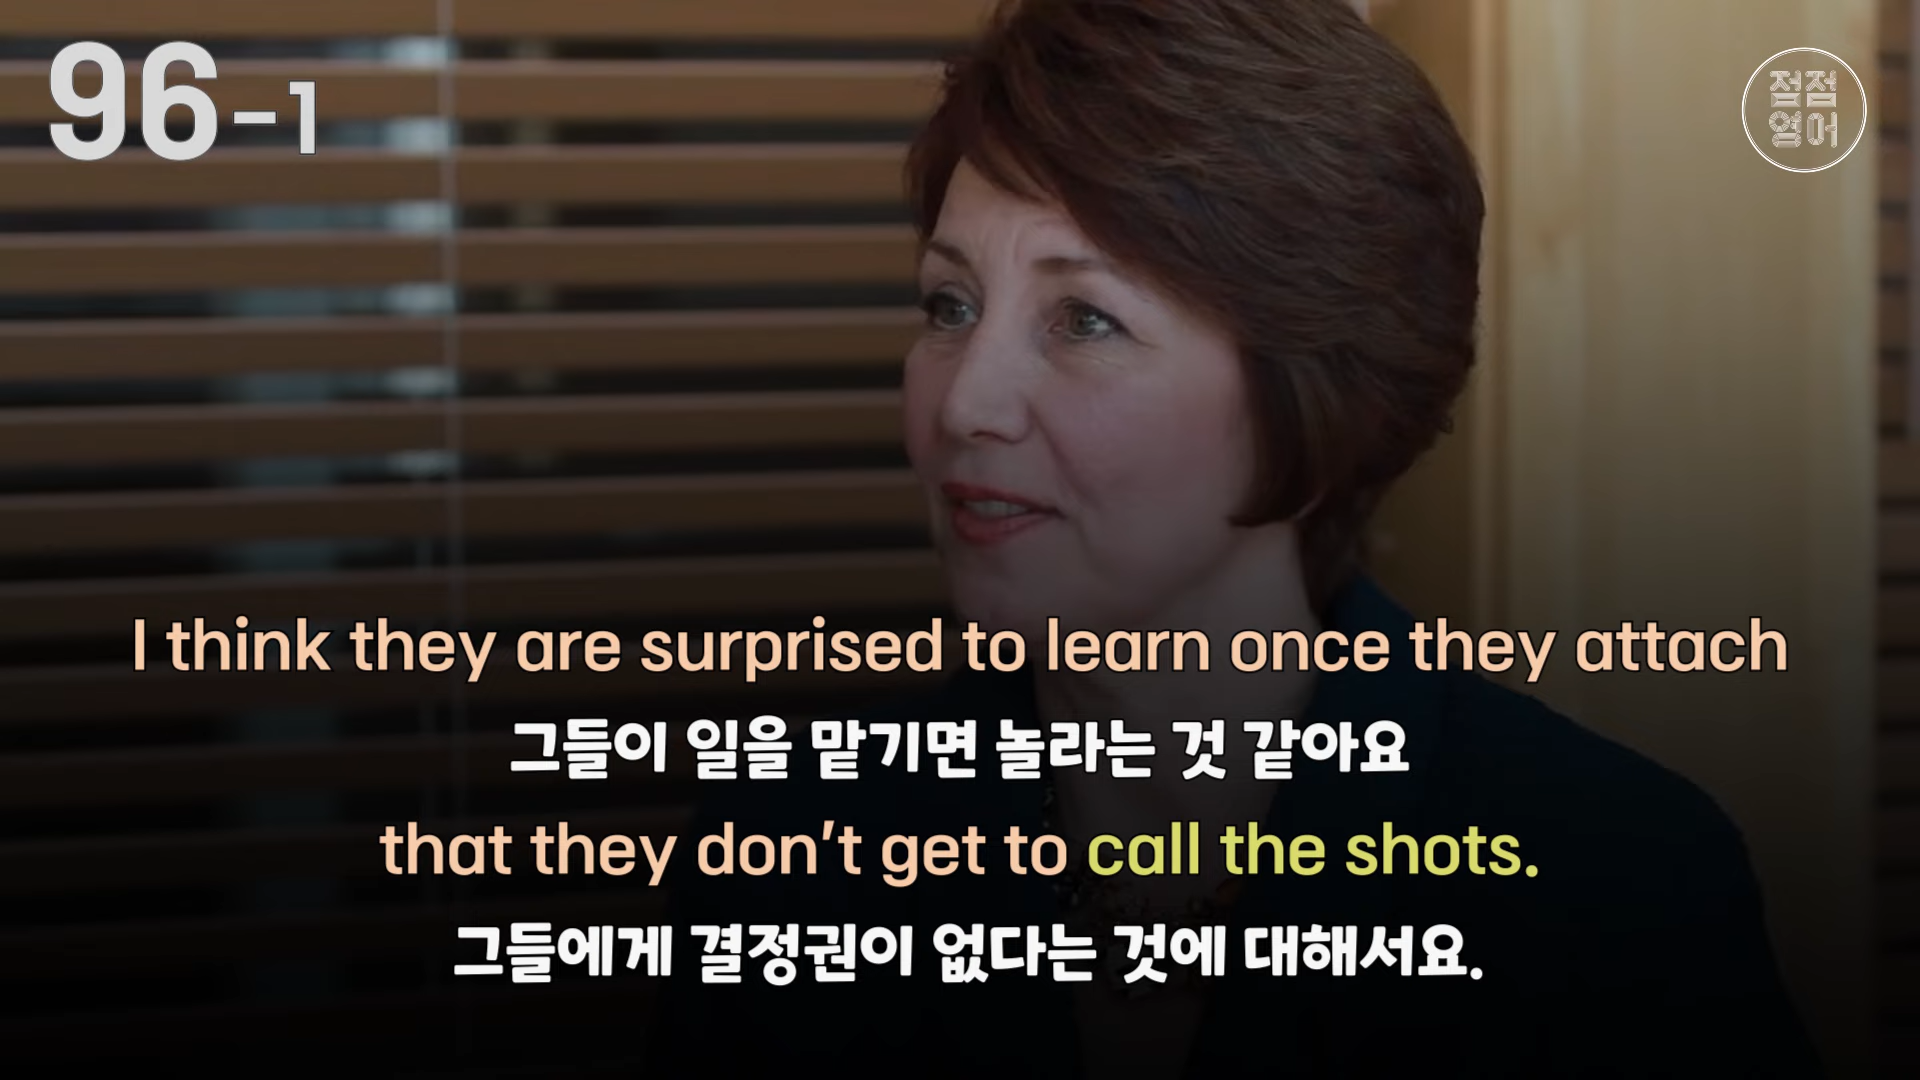 96-1
점점
영어
I think they are surprised to learn once they attach
그들이 일을 맡기면 놀라는 것 같아요
that they don't get to call the shots.
그들에게 결정권이 없다는 것에 대해서요.